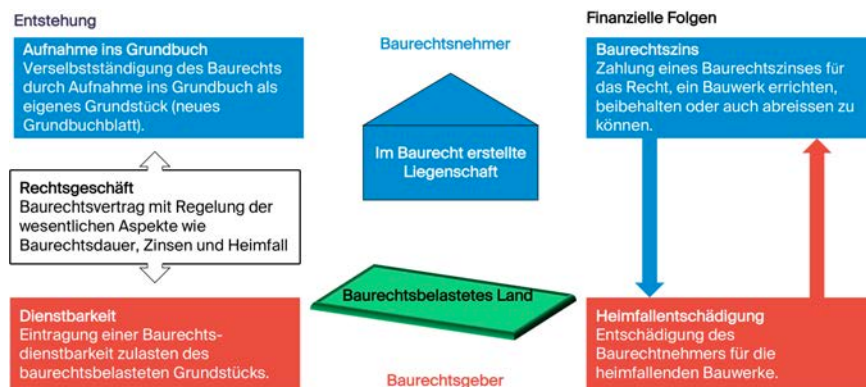 Entstehung
Aufnahme ins Grundbuch
Verselbstständigung des Baurechts
durch Aufnahme ins Grundbuch als
eigenes Grundstück (neues
Grundbuchblatt).
Rechtsgeschäft
Baurechtsvertrag mit Regelung der
wesentlichen Aspekte wie
Baurechtsdauer, Zinsen und Heimfall
Dienstbarkeit
Eintragung einer Baurechts-
dienstbarkeit zulasten des
baurechtsbelasteten Grundstücks.
Baurechtsnehmer
Im Baurecht erstellte
Liegenschaft
Baurechtsbelastetes Land
Baurechtsgeber
Finanzielle Folgen
Baurechtszins
Zahlung eines Baurechtszinses für
das Recht, ein Bauwerk errichten,
beibehalten oder auch abreissen zu
können.
Heimfallentschädigung
Entschädigung des
Baurechtnehmers für die
heimfallenden Bauwerke.